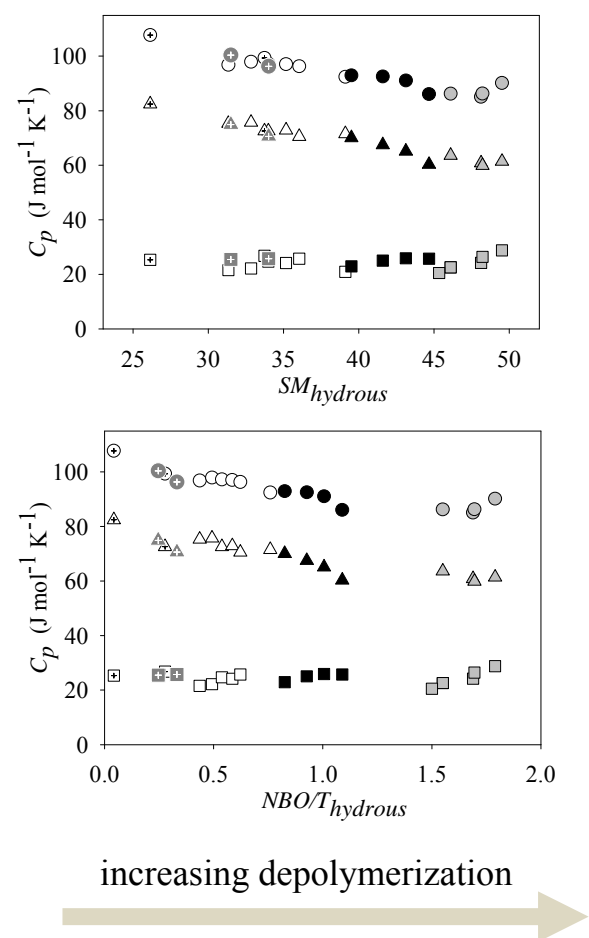 100
80
60
40
20
0
C_p (J mol⁻¹ K⁻¹)
25 30 35 40 45 50
SM_hydrous
100
80
60
40
20
0
C_p (J mol⁻¹ K⁻¹)
0.0 0.5 1.0 1.5 2.0
NBO/T_hydrous
increasing depolymerization